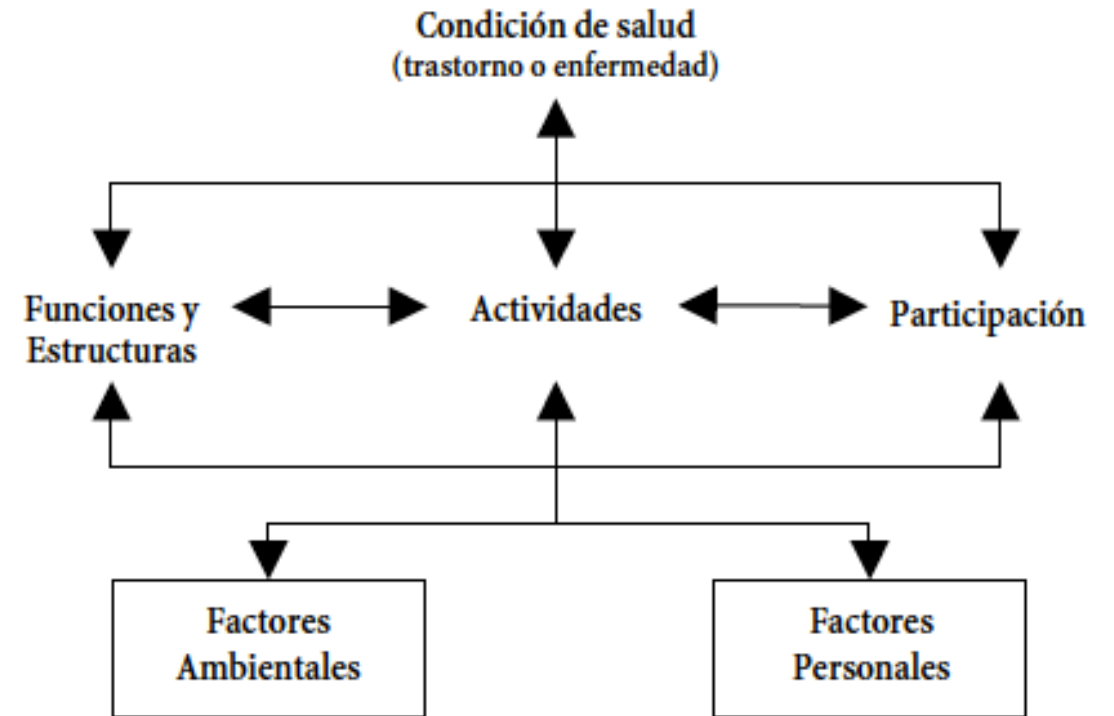 Condición de salud
(trastorno o enfermedad)
Funciones y
Estructuras
Actividades
Participación
Factores
Ambientales
Factores
Personales